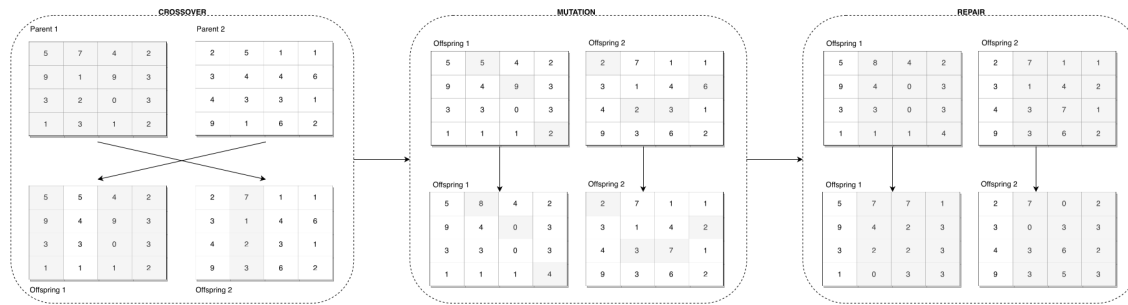 CROSSOVER
Parent 1
Parent 2
5 7 4 2
9 1 9 3
3 2 0 3
1 3 1 2
2 5 1 1
3 4 4 6
4 3 3 1
9 1 6 2
5 5 4 2
9 4 9 3
3 3 0 3
1 1 1 2
2 7 1 1
3 1 4 6
4 2 3 1
9 3 6 2
Offspring 1
Offspring 2
MUTATION
Offspring 1
Offspring 2
5 5 4 2
9 4 9 3
3 3 0 3
1 1 1 2
2 7 1 1
3 1 4 6
4 2 3 1
9 3 6 2
Offspring 1
Offspring 2
5 8 4 2
9 4 0 3
3 3 0 3
1 1 1 4
2 7 1 1
3 1 4 2
4 3 7 1
9 3 6 2
REPAIR
Offspring 1
Offspring 2
5 8 4 2
9 4 0 3
3 3 0 3
1 1 1 4
2 7 1 1
3 1 4 2
4 3 7 1
9 3 6 2
Offspring 1
Offspring 2
5 7 7 1
9 4 2 3
3 2 2 3
1 0 3 3
2 7 0 2
3 0 3 3
4 3 6 2
9 3 5 3